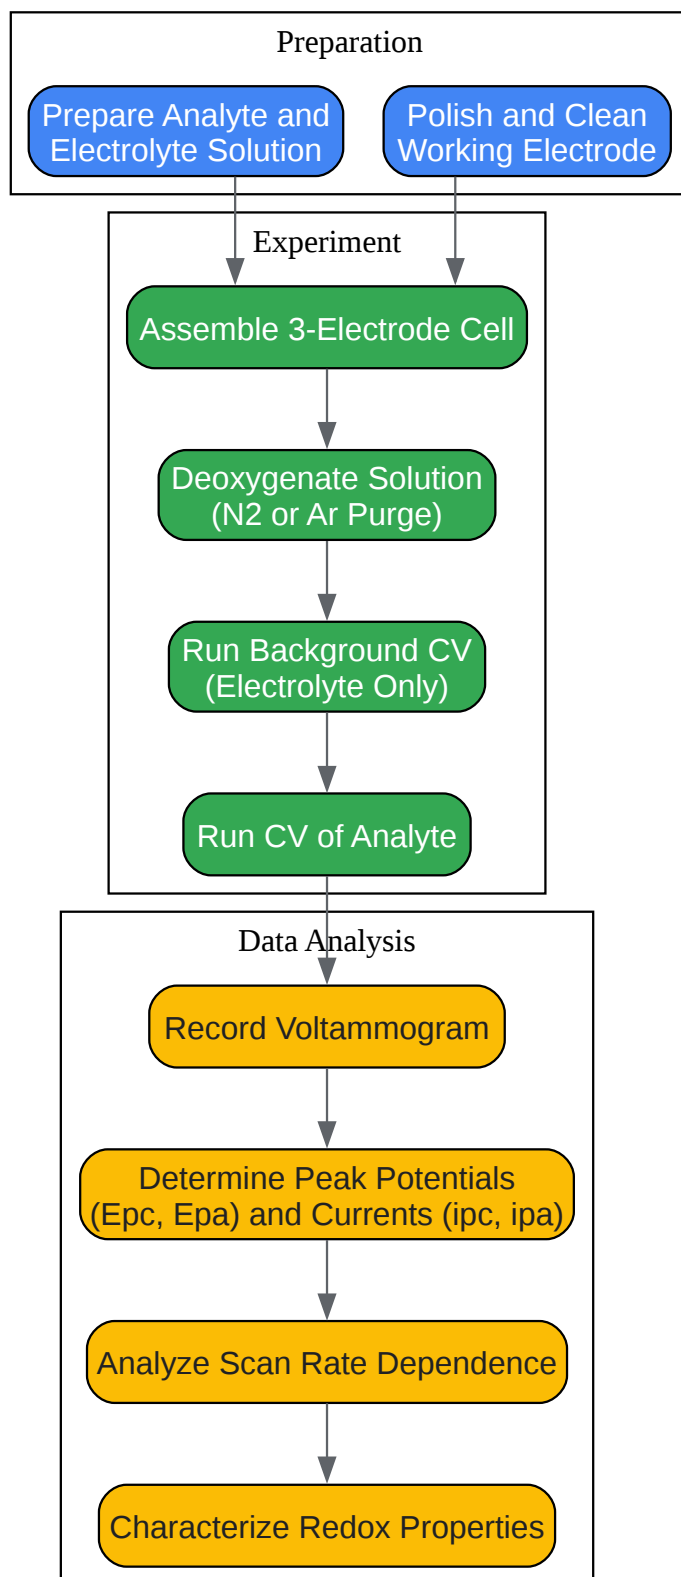 Preparation
Prepare Analyte and
Electrolyte Solution
Polish and Clean
Working Electrode
Experiment
Assemble 3-Electrode Cell
Deoxygenate Solution
(N2 or Ar Purge)
Run Background CV
(Electrolyte Only)
Run CV of Analyte
Data Analysis
Record Voltammogram
Determine Peak Potentials
(Epc, Epa) and Currents (ipc, ipa)
Analyze Scan Rate Dependence
Characterize Redox Properties